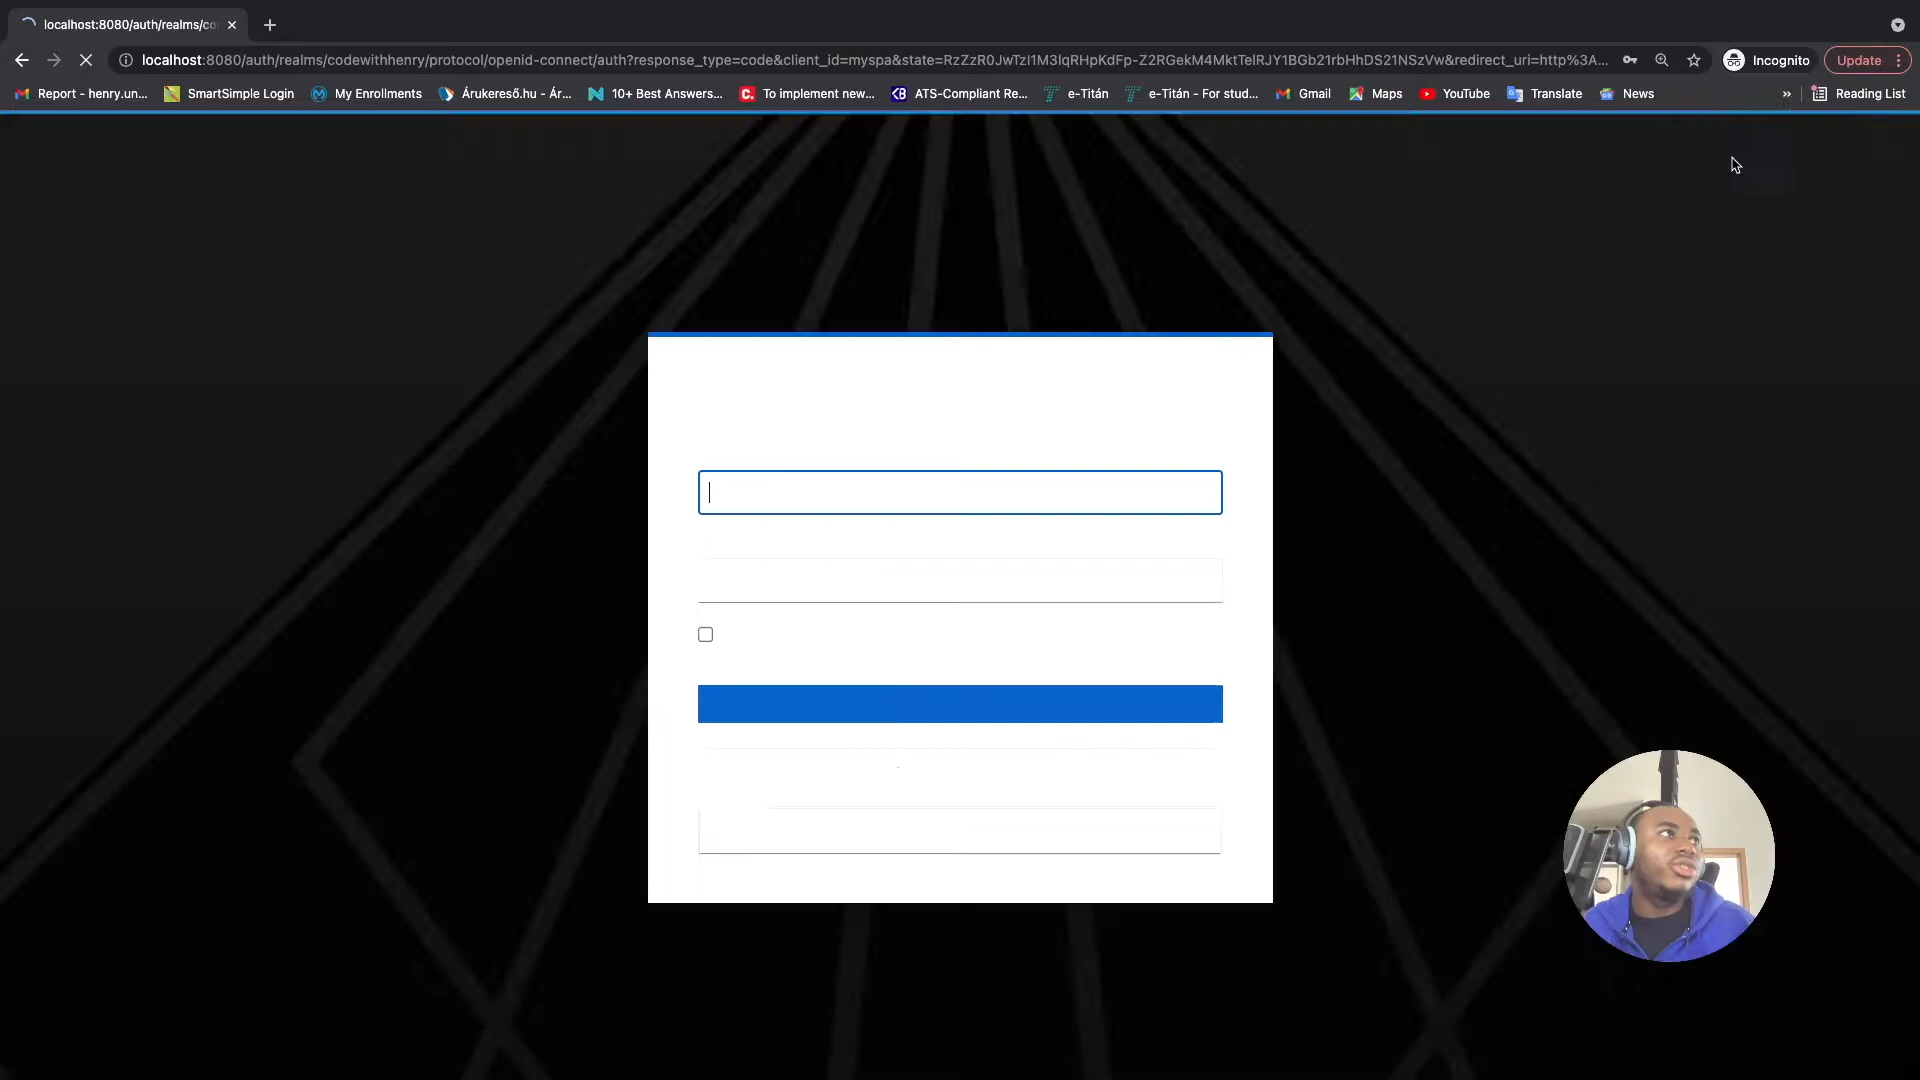 localhost:8080/auth/realms/co
localhost:8080/auth/realms/codewithhenry/protocol/openid-connect/auth?response_type=code&client_id=myspa&state=RzZzR0JwTzI1M3lqRHpKdFp-Z2RGekM4MktTelRJY1BGb21rbHhDS21NSzVw&redirect_uri=http%3A...
Incognito
Update
Report - henry.un...
SmartSimple Login
My Enrollments
Árukereső.hu - Ár...
10+ Best Answers...
To implement new...
ATS-Compliant Re...
e-Titán
e-Titán - For stud...
Gmail
Maps
YouTube
Translate
News
»
Reading List